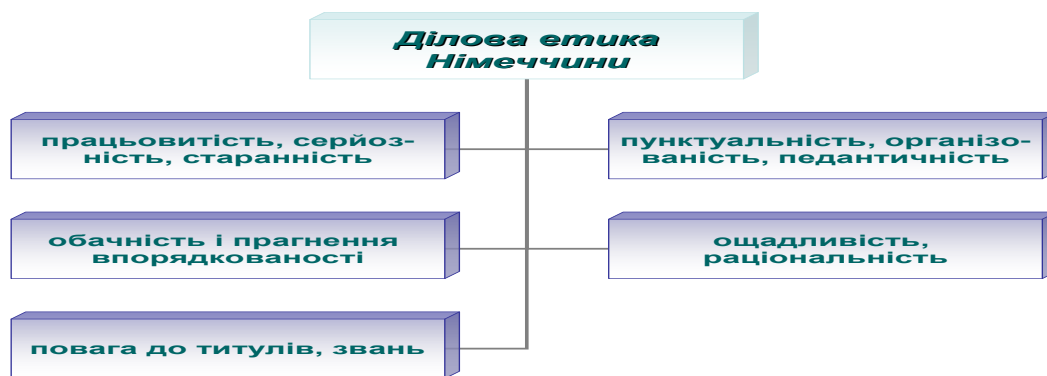 Ділова етика
Німеччини
працьовитість, серйоз-
ність, старанність
пунктуальність, організо-
ваність, педантичність
обачність і прагнення
впорядкованості
ощадливість,
раціональність
повага до титулів, звань